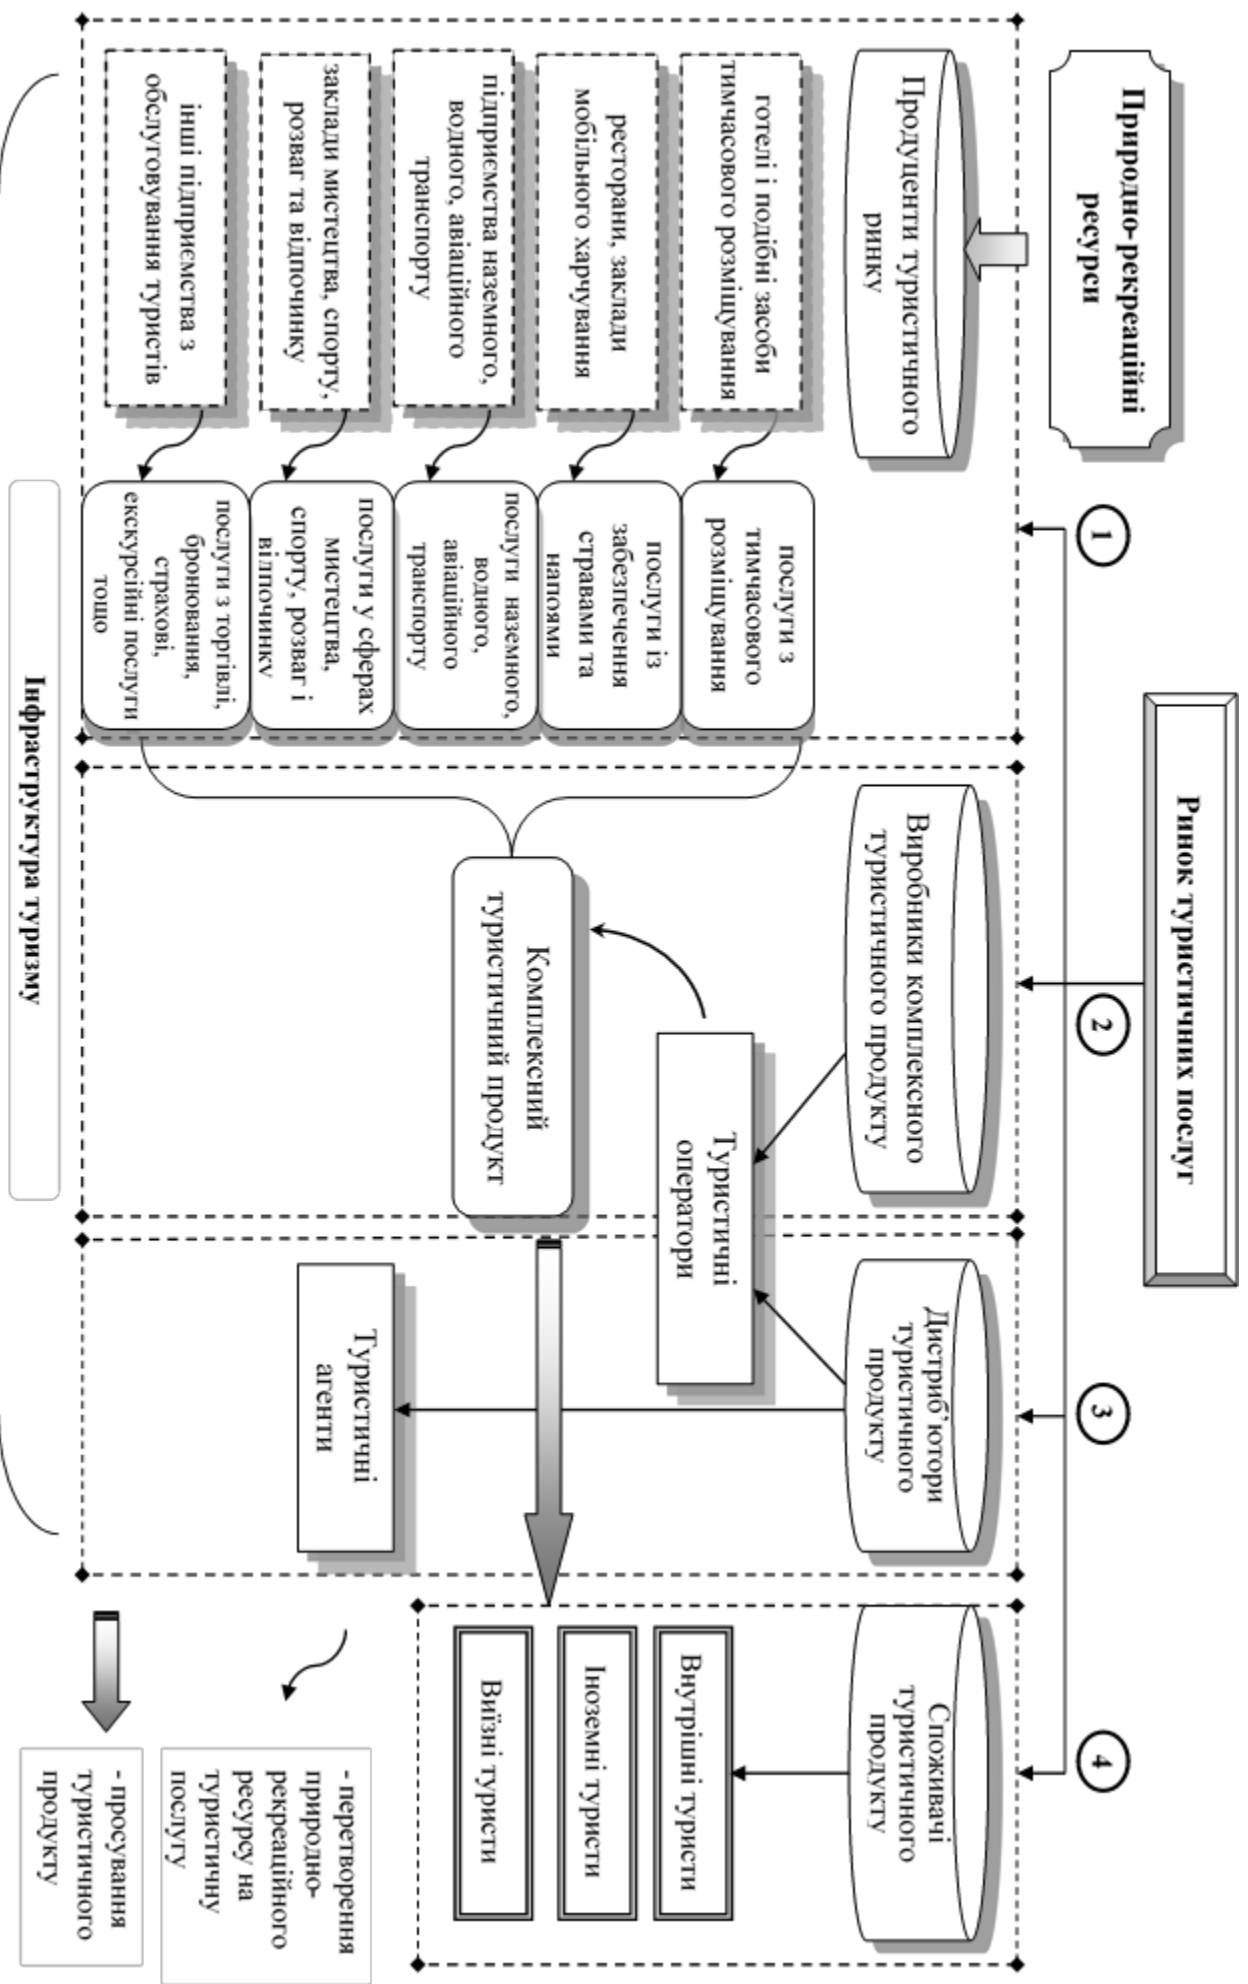 Ринок туристичних послуг
Природно-рекреаційні
ресурси
1
2
3
4
Продуценти туристичного
ринку
готелі і подібні засоби
тимчасового розміщування
послуги з
тимчасового
розміщування
ресторани, заклади
мобільного харчування
послуги із
забезпечення
стравами та
напоями
підприємства наземного,
водного, авіаційного
транспорту
послуги наземного,
водного,
авіаційного
транспорту
заклади мистецтва, спорту,
розваг та відпочинку
послуги у сферах
мистецтва,
спорту, розваг і
відпочинку
інші підприємства з
обслуговування туристів
послуги з торгівлі,
бронювання,
страхові,
екскурсійні послуги
тощо
Виробники комплексного
туристичного продукту
Туристичні
оператори
Комплексний
туристичний продукт
Дистриб’ютори
туристичного
продукту
Туристичні
агенти
Споживачі
туристичного
продукту
Внутрішні туристи
Іноземні туристи
Виїзні туристи
Інфраструктура туризму
- перетворення
природно-
рекреаційного
ресурсу на
туристичну
послугу
- просування
туристичного
продукту